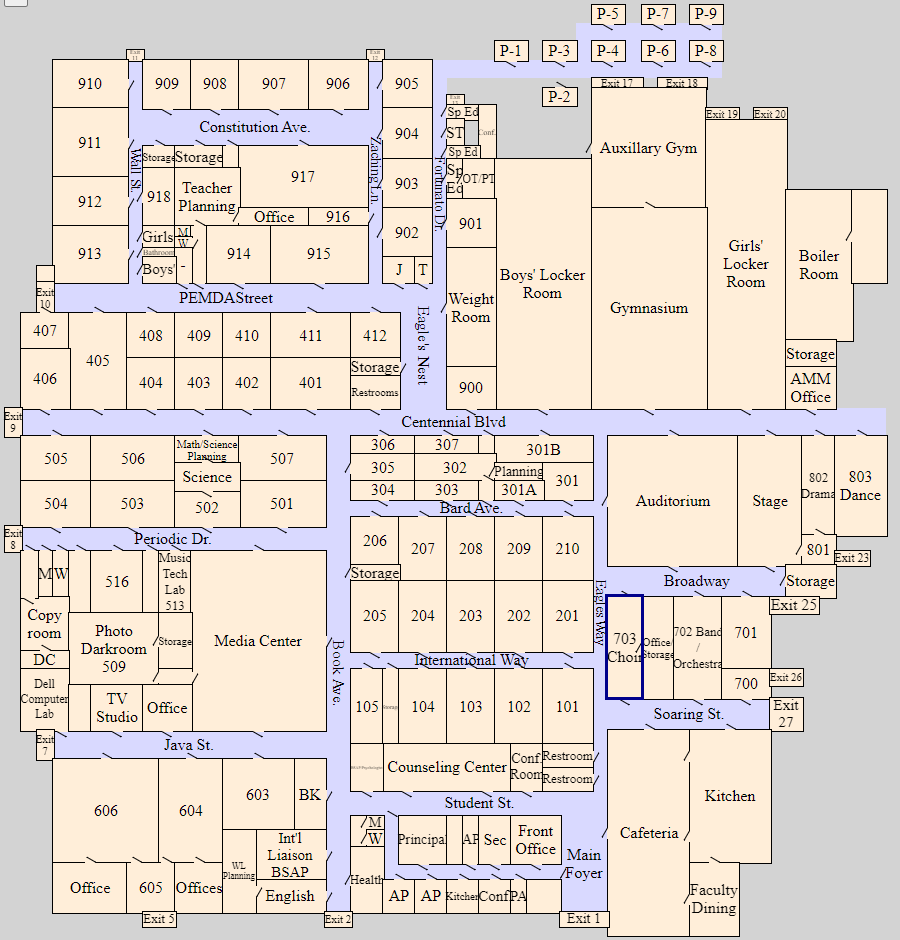 P-5
P-7
P-9
P-1
P-3
P-4
P-6
P-8
P-2
Exit 17
Exit 18
Exit 11
Exit 12
Exit 13
Exit 19
Exit 20
910
909
908
907
906
905
Constitution Ave.
911
904
Sp Ed
ST
Conf.
Sp Ed
Auxillary Gym
Wall St.
Storage
Storage
Zaching Ln.
Fortunato Dr.
Sp
Ed
OT/PT
912
918
Teacher
Planning
917
903
Office
916
901
902
913
Girls'
M
W
Bathroom
Boys'
-
914
915
J
T
Boys' Locker
Room
Girls'
Locker
Room
Boiler
Room
Gymnasium
Weight
Room
Exit
10
PEMDAStreet
Eagle's Nest
407
405
408
409
410
411
412
Storage
Restrooms
406
404
403
402
401
900
Storage
AMM
Office
Exit
9
Centennial Blvd
505
506
Math/Science
Planning
507
Science
504
503
502
501
306
307
301B
305
302
Planning
301
304
303
301A
Bard Ave.
Auditorium
Stage
802
Drama
803
Dance
801
Exit 23
Exit
8
Periodic Dr.
206
207
208
209
210
Storage
205
204
203
202
201
Broadway
Storage
M
W
516
Music
Tech
Lab
513
Media Center
Copy
room
Photo
Darkroom
509
Storage
DC
Dell
Computer
Lab
TV
Studio
Office
Book Ave.
Eagles Way
703
Choir
Office/
Storage
702 Band
/
Orchestra
701
Exit 25
700
Exit 26
Exit
27
International Way
Soaring St.
105
Storage
104
103
102
101
Counseling Center
Conf
Room
Restroom
Restroom
Exit
7
Java St.
Student St.
606
604
603
BK
Int'l
Liaison
BSAP
WL
Planning
English
Office
605
Offices
M
W
Health
Principal
AP
Sec
Front
Office
AP
AP
Kitchen
Conf
PA
Main
Foyer
Cafeteria
Kitchen
Faculty
Dining
Exit 5
Exit 2
Exit 1